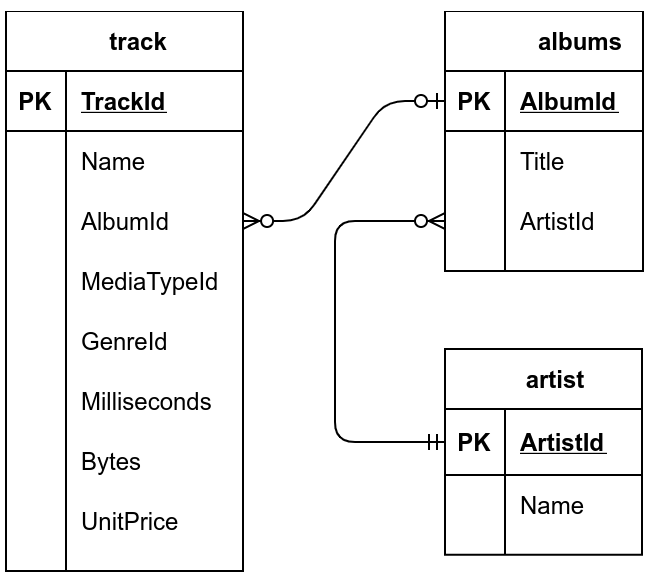 track
PK TrackId
Name
AlbumId
MediaTypeId
GenreId
Milliseconds
Bytes
UnitPrice
albums
PK AlbumId
Title
ArtistId
artist
PK ArtistId
Name